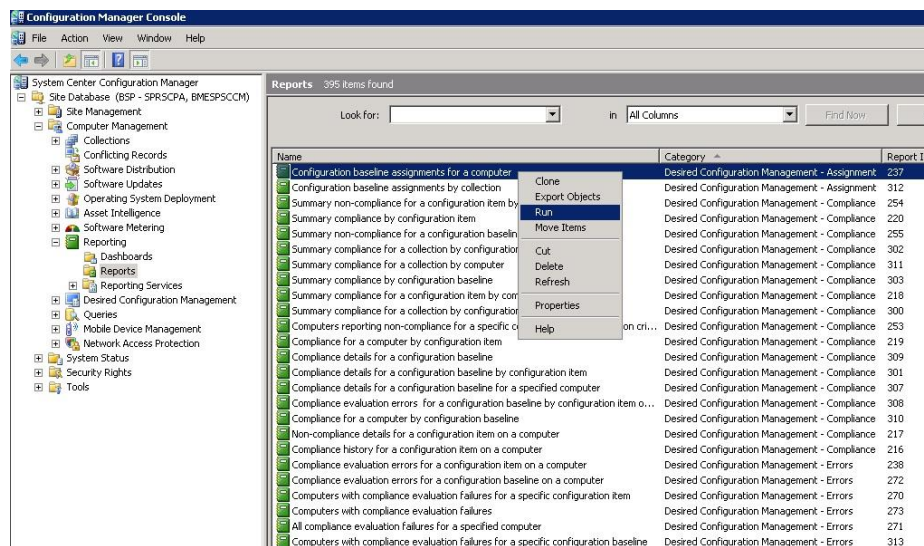 Configuration Manager Console
File Action View Window Help
System Center Configuration Manager
Site Database (BSP - SPRSCPA, BMESPSCCM)
Site Management
Computer Management
Collections
Conflicting Records
Software Distribution
Software Updates
Operating System Deployment
Asset Intelligence
Software Metering
Reporting
Dashboards
Reports
Reporting Services
Desired Configuration Management
Queries
Mobile Device Management
Network Access Protection
System Status
Security Rights
Tools
Reports 395 items found
Look for: in All Columns Find Now
Name Category Report I
Configuration baseline assignments for a computer Desired Configuration Management - Assignment 237
Configuration baseline assignments by collection Desired Configuration Management - Assignment 312
Summary non-compliance for a configuration item by Desired Configuration Management - Compliance 254
Summary compliance by configuration item Desired Configuration Management - Compliance 220
Summary non-compliance for a configuration baselin Desired Configuration Management - Compliance 255
Summary compliance for a collection by configuration Desired Configuration Management - Compliance 302
Summary compliance for a collection by computer Desired Configuration Management - Compliance 311
Summary compliance by configuration baseline Desired Configuration Management - Compliance 303
Summary compliance for a configuration item by com Desired Configuration Management - Compliance 218
Summary compliance for a collection by configuration Desired Configuration Management - Compliance 300
Computers reporting non-compliance for a specific co on cri... Desired Configuration Management - Compliance 253
Compliance for a computer by configuration item Desired Configuration Management - Compliance 219
Compliance details for a configuration baseline Desired Configuration Management - Compliance 309
Compliance details for a configuration baseline by configuration item Desired Configuration Management - Compliance 301
Compliance details for a configuration baseline for a specified computer Desired Configuration Management - Compliance 307
Compliance evaluation errors for a configuration baseline by configuration item o... Desired Configuration Management - Compliance 308
Compliance for a computer by configuration baseline Desired Configuration Management - Compliance 310
Non-compliance details for a configuration item on a computer Desired Configuration Management - Compliance 217
Compliance history for a configuration item on a computer Desired Configuration Management - Compliance 216
Compliance evaluation errors for a configuration item on a computer Desired Configuration Management - Errors 238
Compliance evaluation errors for a configuration baseline on a computer Desired Configuration Management - Errors 272
Computers with compliance evaluation failures for a specific configuration item Desired Configuration Management - Errors 270
Computers with compliance evaluation failures Desired Configuration Management - Errors 273
All compliance evaluation failures for a specified computer Desired Configuration Management - Errors 271
Computers with compliance evaluation failures for a specific configuration baseline Desired Configuration Management - Errors 313
Clone
Export Objects
Run
Move Items
Cut
Delete
Refresh
Properties
Help